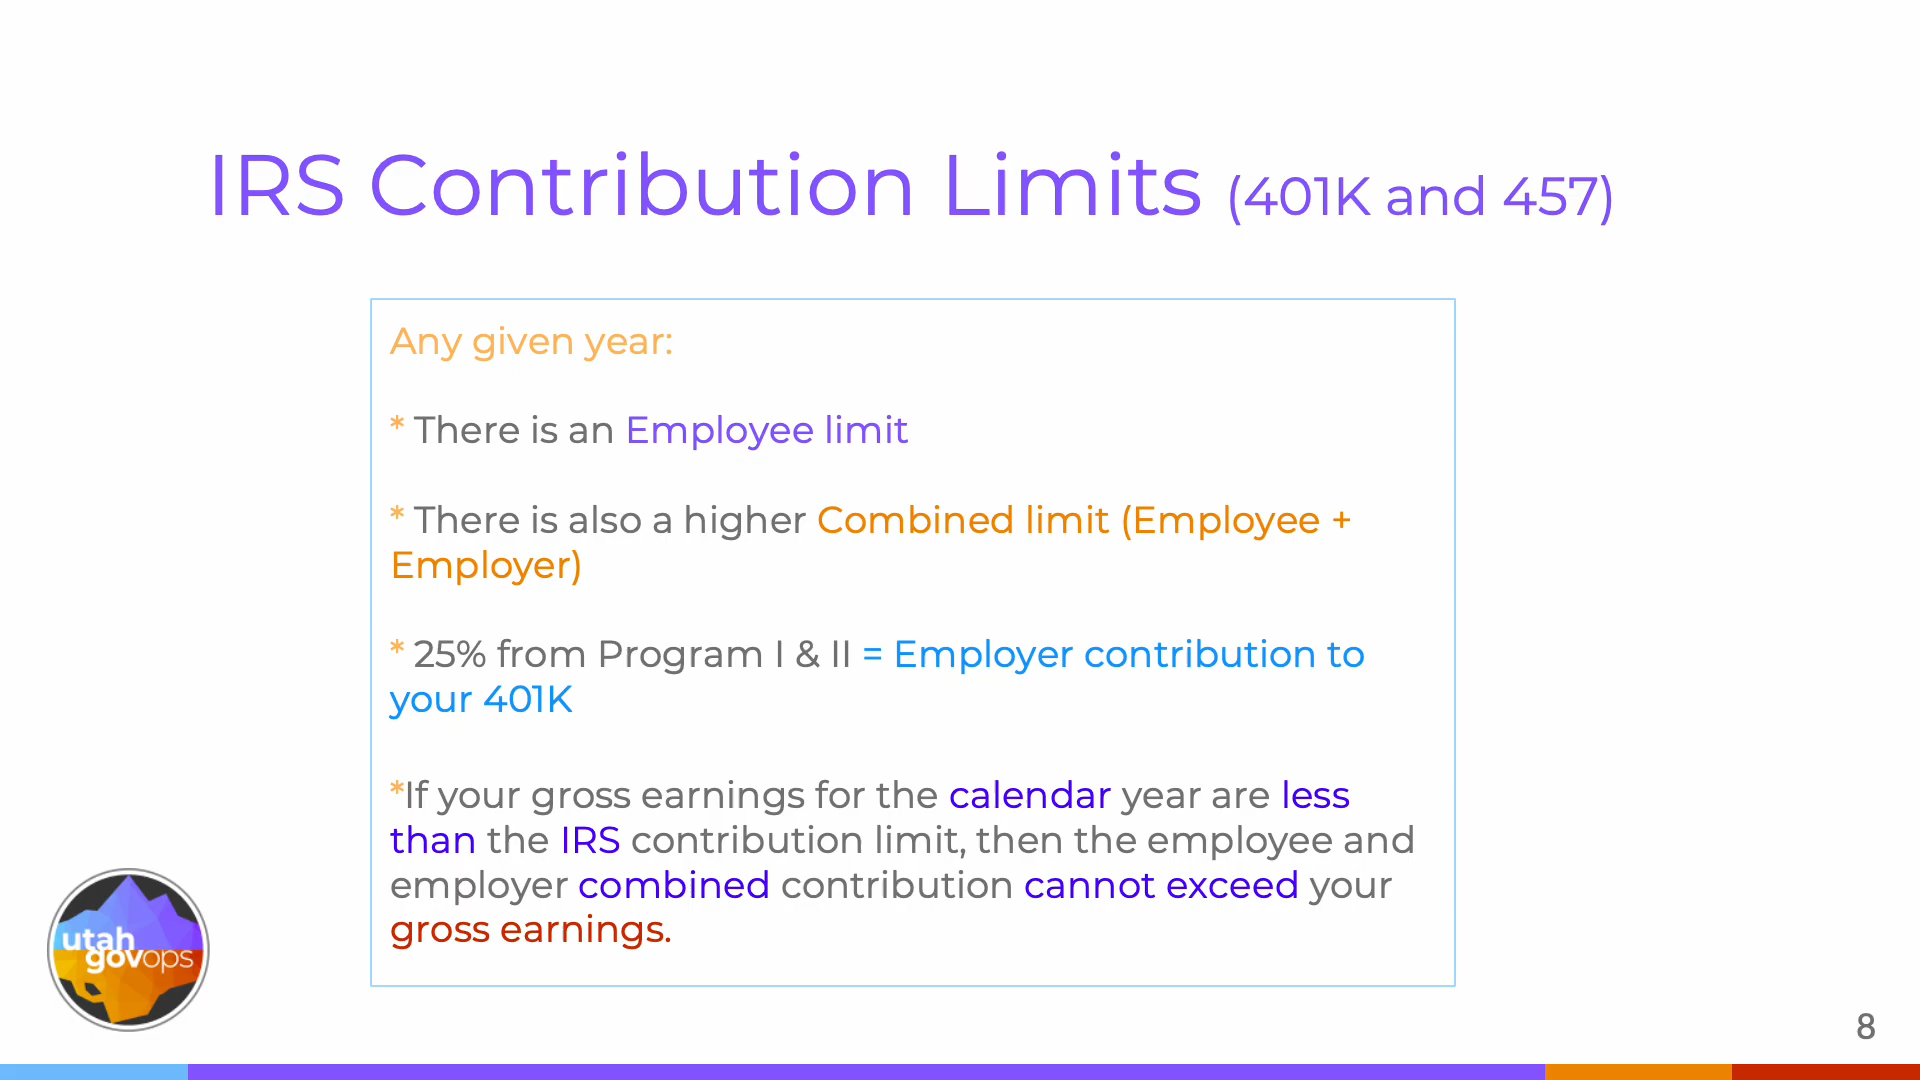 IRS Contribution Limits (401K and 457)
Any given year:
* There is an Employee limit
* There is also a higher Combined limit (Employee +
Employer)
* 25% from Program I & II = Employer contribution to
your 401K
*If your gross earnings for the calendar year are less
than the IRS contribution limit, then the employee and
employer combined contribution cannot exceed your
gross earnings.
utah
govops
8